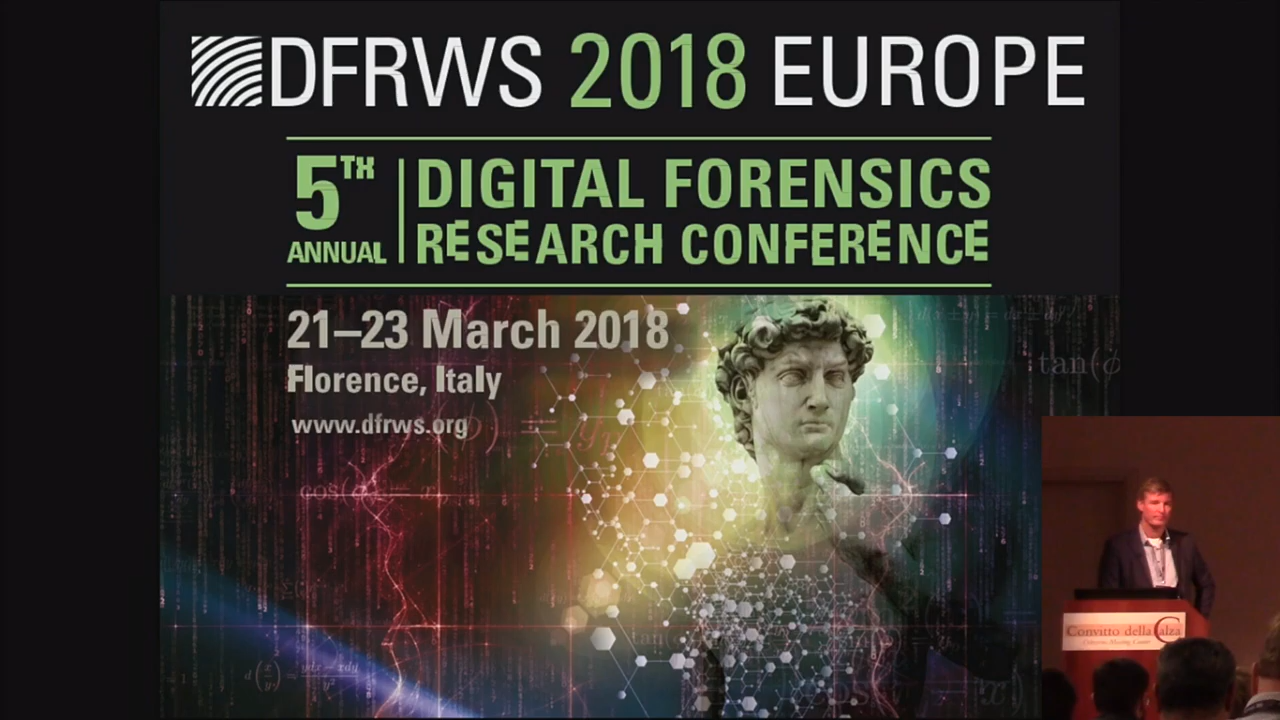 DFRWS 2018 EUROPE
5TH ANNUAL
DIGITAL FORENSICS
RESEARCH CONFERENCE
21–23 March 2018
Florence, Italy
www.dfrws.org
tan(φ
Convitto della Calza